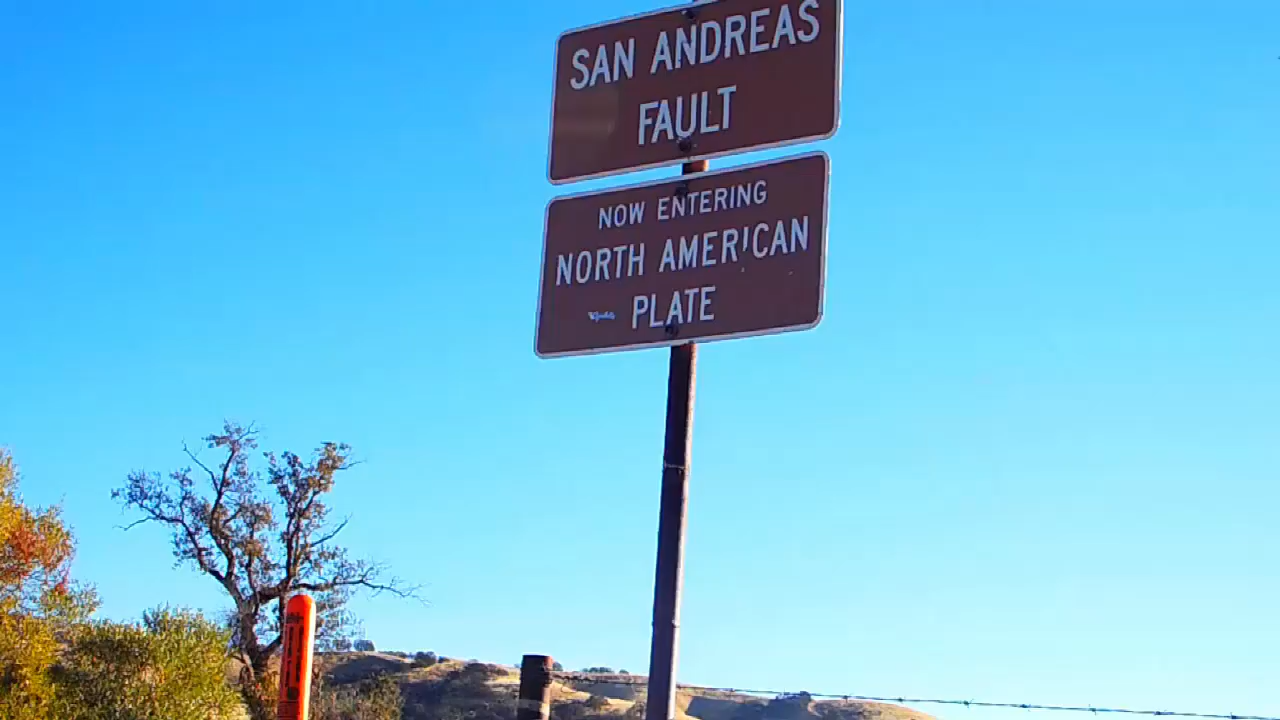 SAN ANDREAS
FAULT
NOW ENTERING
NORTH AMERICAN
PLATE